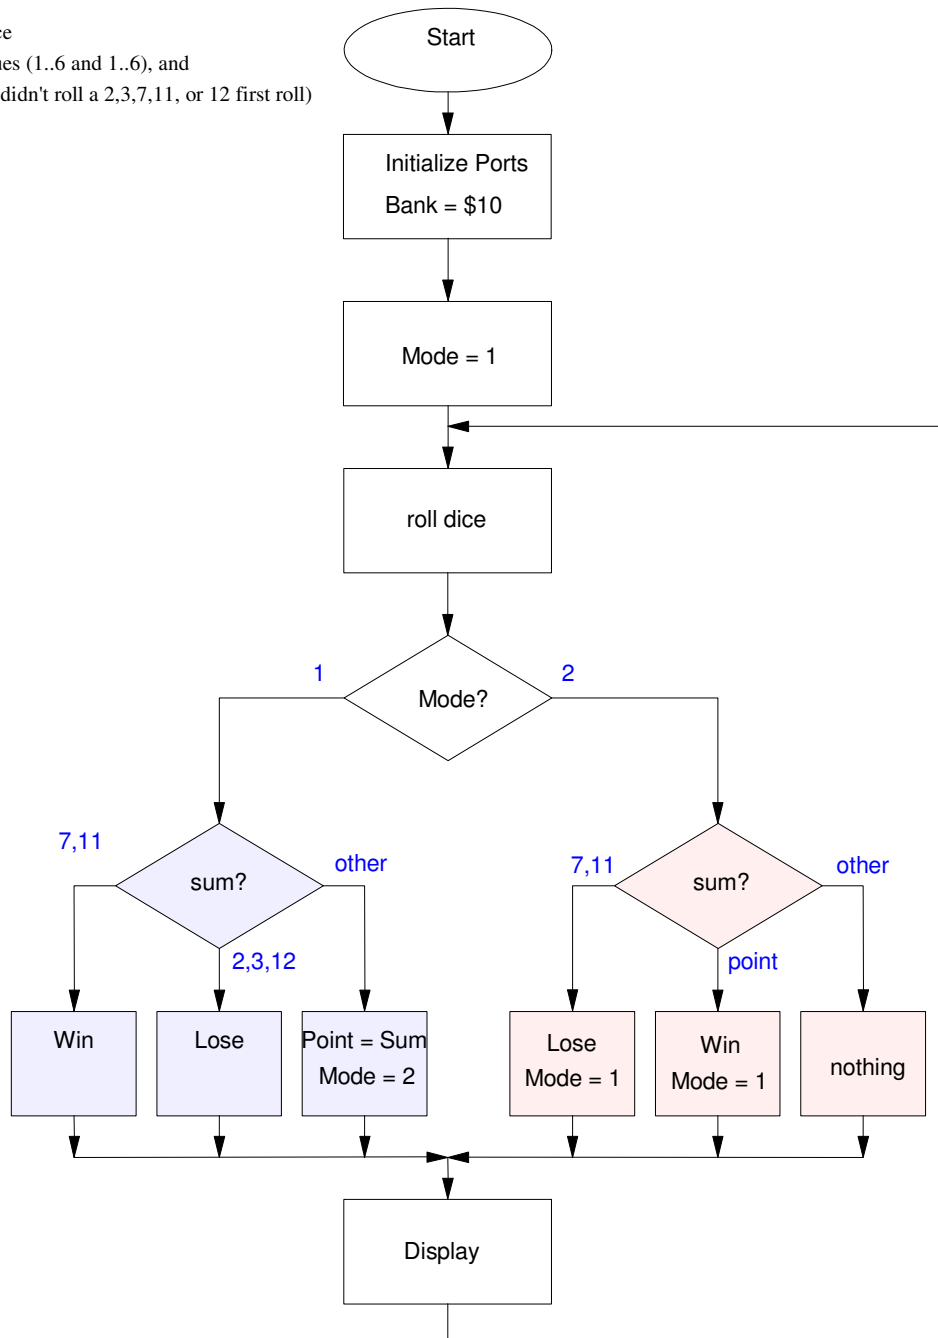 ues (1..6 and 1..6), and
didn't roll a 2,3,7,11, or 12 first roll)
Start
Initialize Ports
Bank = $10
Mode = 1
roll dice
1
Mode?
2
7,11
sum?
other
2,3,12
7,11
sum?
other
point
Win
Lose
Point = Sum
Mode = 2
Lose
Mode = 1
Win
Mode = 1
nothing
Display